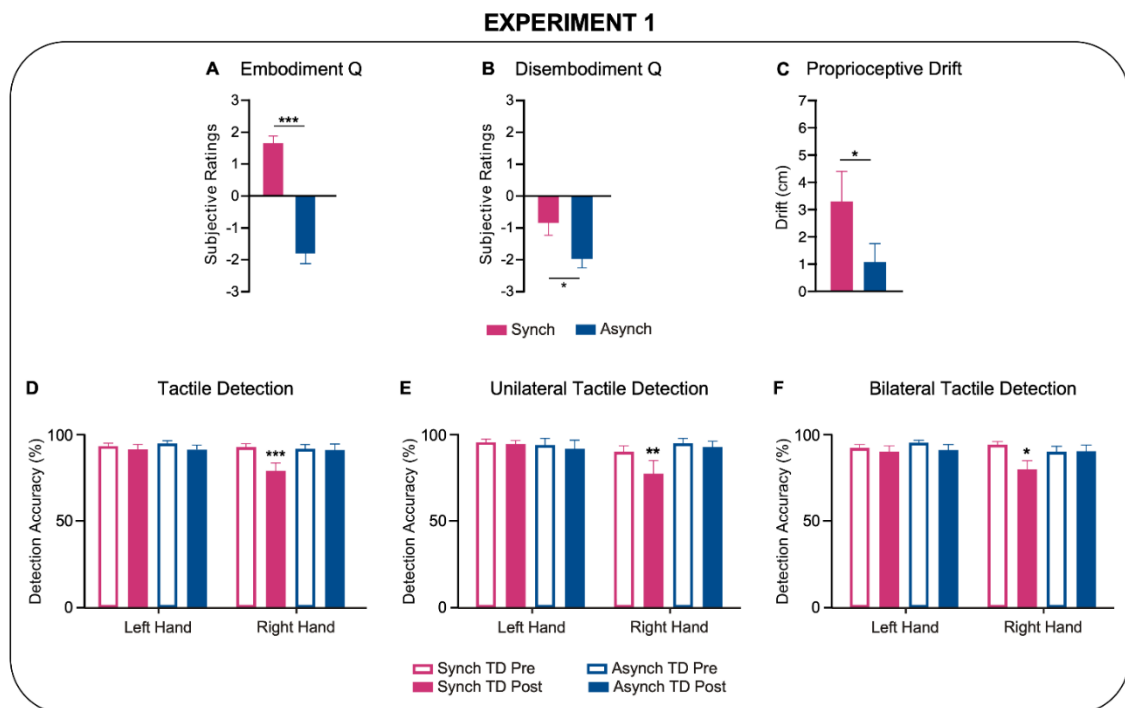 EXPERIMENT 1
A Embodiment Q
B Disembodiment Q
C Proprioceptive Drift
Subjective Ratings
3
2
1
0
-1
-2
-3
***
Subjective Ratings
3
2
1
0
-1
-2
-3
*
Drift (cm)
7
6
5
4
3
2
1
0
*
Synch Asynch
D Tactile Detection
E Unilateral Tactile Detection
F Bilateral Tactile Detection
Detection Accuracy (%)
100
50
0
***
Left Hand Right Hand
Detection Accuracy (%)
100
50
0
**
Left Hand Right Hand
Detection Accuracy (%)
100
50
0
*
Left Hand Right Hand
Synch TD Pre Asynch TD Pre
Synch TD Post Asynch TD Post